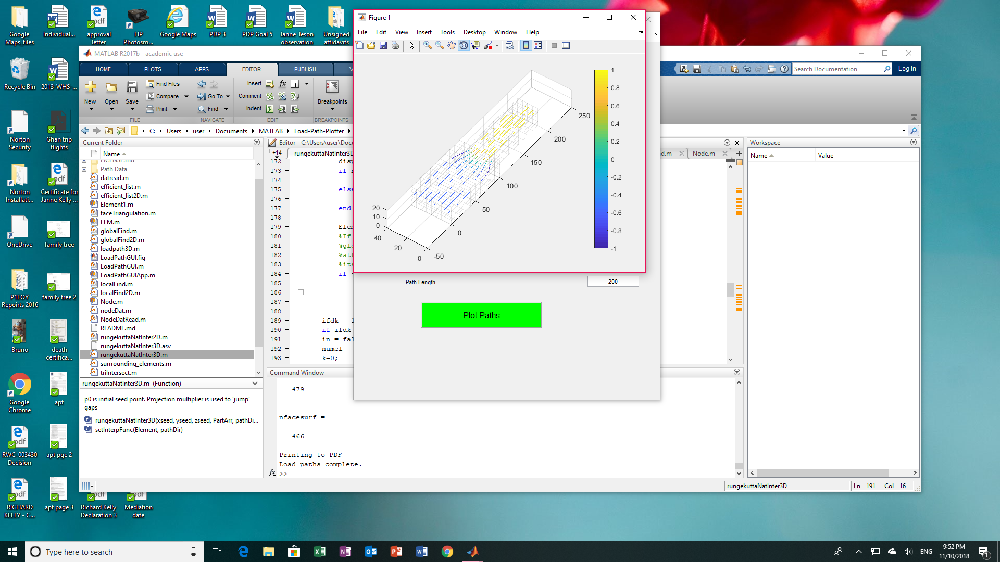 Google Maps_files
Individual...
approval letter
HP Photosm...
Google Maps
PDP 3
PDP Goal 5
Janne leson observation
Unsigned affidavits
Recycle Bin
2013-WHS-...
Norton Security
Ghan trip flights
Norton Installati...
Certificate for Janne Kelly ...
OneDrive
family tree
P1EOY Repoirts 2016
family tree 2
Bruno
death certifica...
Google Chrome
apt
RWC-003430 Decision
apt pge 2
RICHARD KELLY - C...
apt page 3
Richard Kelly Declaration 3
Mediation date
MATLAB R2017b - academic use
HOME
PLOTS
APPS
EDITOR
PUBLISH
V
Search Documentation
Log In
New
Open
Save
Find Files
Compare
Print
FILE
Go To
Find
NAVIGATE
Insert
Comment
Indent
EDIT
Breakpoints
BREAKPOINTS
C:
Users
user
Documents
MATLAB
Load-Path-Plotter
Current Folder
Name
LICENSE.md
Path Data
datread.m
efficient_list.m
efficient_list2D.m
Element1.m
faceTriangulation.m
FEM.m
globalFind.m
globalFind2D.m
loadpath3D.m
LoadPathGUI.fig
LoadPathGUI.m
LoadPathGUIApp.m
localFind.m
localFind2D.m
Node.m
nodeDat.m
NodeDatRead.m
README.md
rungekuttaNatInter2D.m
rungekuttaNatInter3D.asv
rungekuttaNatInter3D.m
surrrounding_elements.m
triIntersect.m
rungekuttaNatInter3D.m (Function)
p0 is initial seed point. Projection multiplier is used to 'jump' gaps
rungekuttaNatInter3D(xseed, yseed, zseed, PartArr, pathDi...
setInterpFunc(Element, pathDir)
Editor - C:\Users\user\Docu
+14
rungekuttaNatInter3D
nd.m
Node.m
172 disp
173 if n
174
175 else
176
177 end
178
179 Elem
180 %If
181 %glo
182 %att
183 %its
184 if ~
185
186
187
188
189 ifdk = 1
190 if ifdk
191 in = fal
192 numel =
193 k=0;
Command Window
479
nfacesurf =
466
Printing to PDF
Load paths complete.
>>
Workspace
Name
Value
rungekuttaNatInter3D
Ln 191 Col 16
Figure 1
File Edit View Insert Tools Desktop Window Help
1
0.8
0.6
0.4
0.2
0
-0.2
-0.4
-0.6
-0.8
-1
250
200
150
100
50
0
-50
20
10
0
40
20
0
Path Length
200
Plot Paths
Type here to search
ENG
9:52 PM
11/10/2018
1